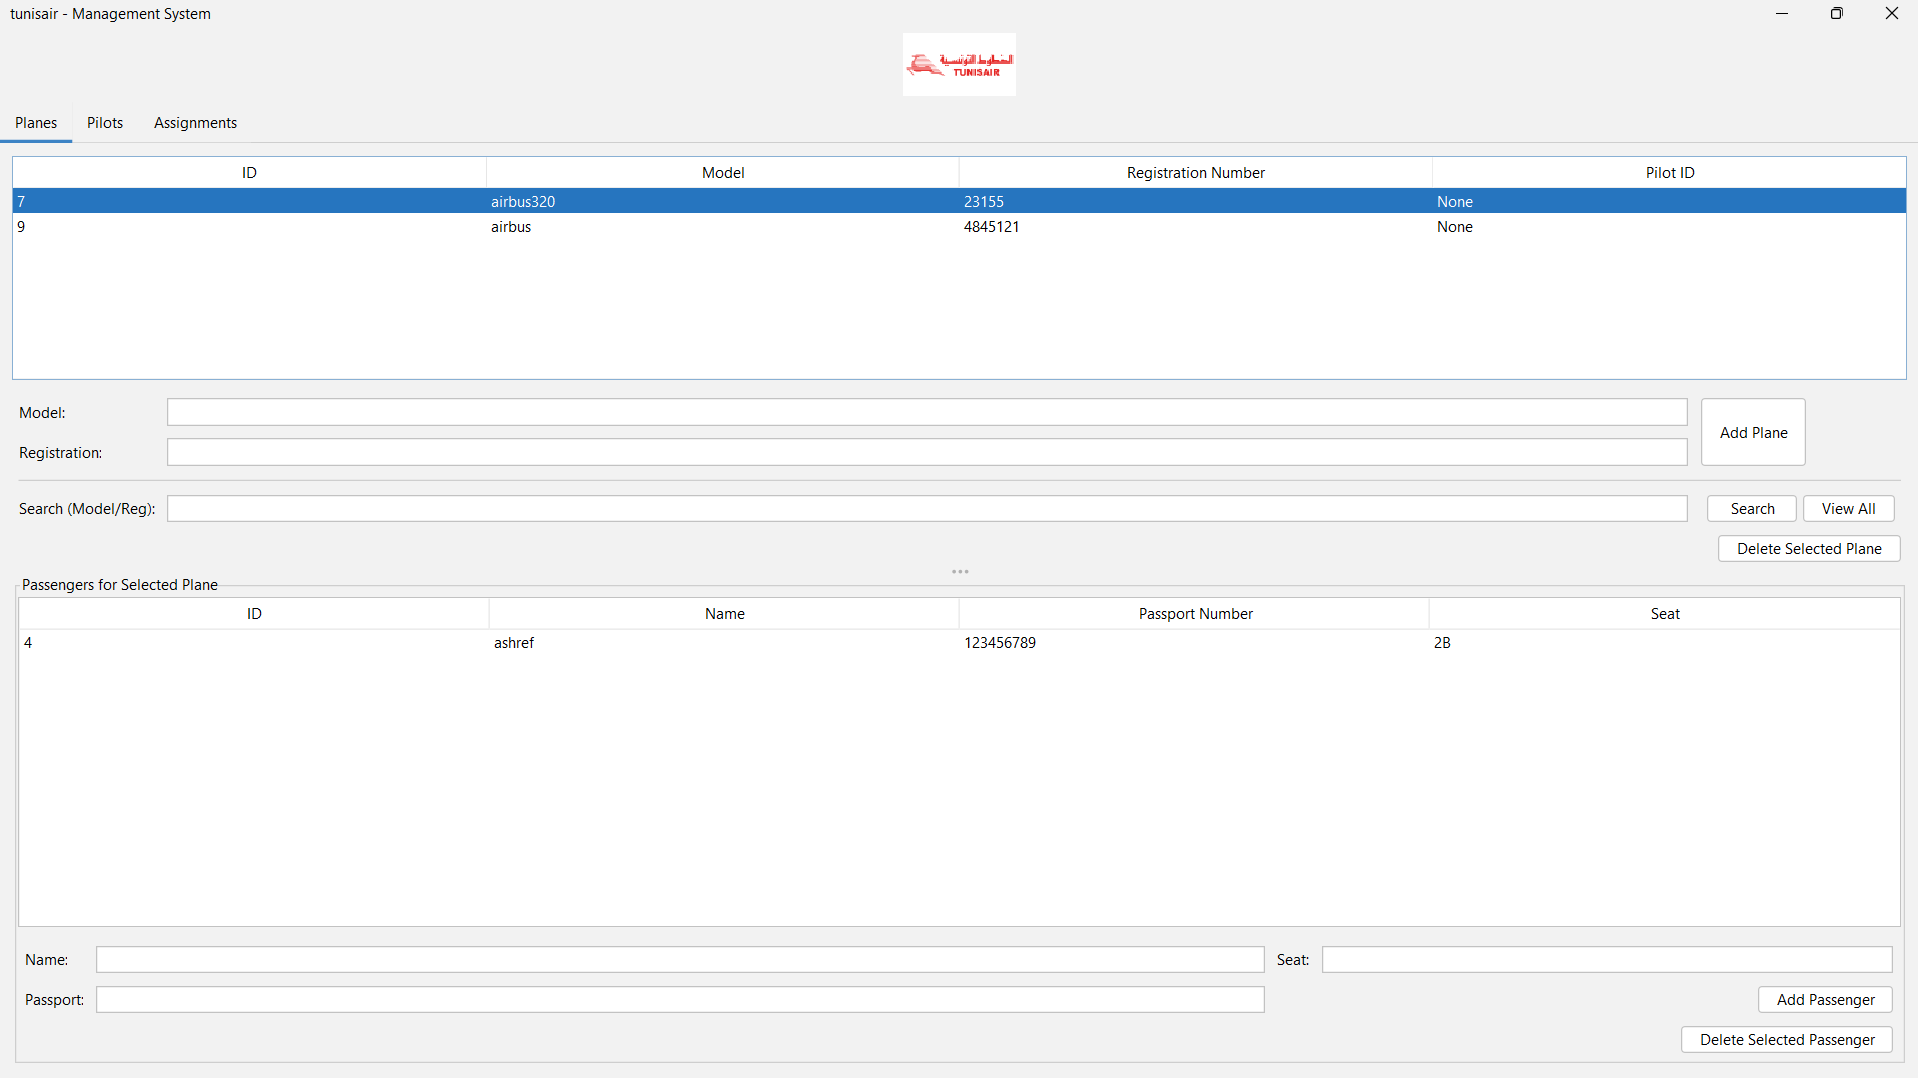 tunisair - Management System
الخطوط التونسية
TUNISAIR
Planes Pilots Assignments
ID Model Registration Number Pilot ID
7 airbus320 23155 None
9 airbus 4845121 None
Model:
Add Plane
Registration:
Search (Model/Reg): Search View All
Delete Selected Plane
Passengers for Selected Plane
ID Name Passport Number Seat
4 ashref 123456789 2B
Name: Seat:
Passport: Add Passenger
Delete Selected Passenger